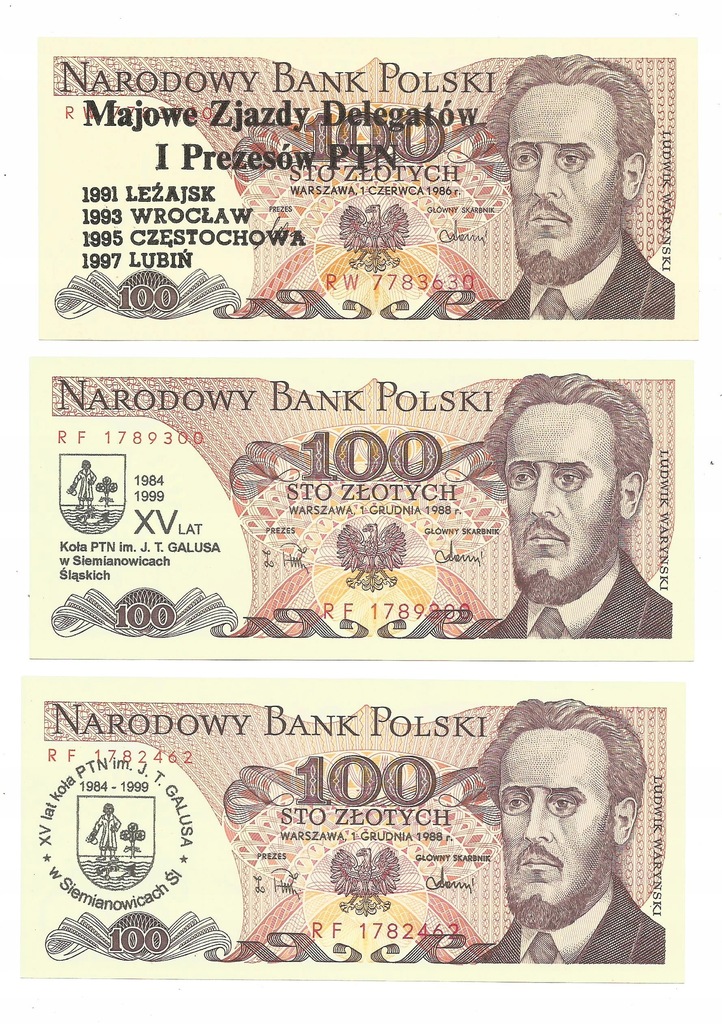 NARODOWY BANK POLSKI
Majowe Zjazdy Delegatów
I Prezesów PTN
100
STO ZŁOTYCH
WARSZAWA, 1 CZERWCA 1986 r.
1991 LEŻAJSK
1993 WROCŁAW
1995 CZĘSTOCHOWA
1997 LUBIŃ
PREZES
GŁÓWNY SKARBNIK
RW 7783630
100
LUDWIK WARYŃSKI
NARODOWY BANK POLSKI
RF 1789300
100
STO ZŁOTYCH
WARSZAWA, 1 GRUDNIA 1988 r.
1984
1999
XV LAT
Koła PTN im. J. T. GALUSA
w Siemianowicach
Śląskich
PREZES
GŁÓWNY SKARBNIK
RF 1789300
100
LUDWIK WARYŃSKI
NARODOWY BANK POLSKI
RF 1782462
100
STO ZŁOTYCH
WARSZAWA, 1 GRUDNIA 1988 r.
★ XV lat koła PTN im. J. T. GALUSA ★
1984 - 1999
w Siemianowicach Śl
PREZES
GŁÓWNY SKARBNIK
RF 1782462
100
LUDWIK WARYŃSKI